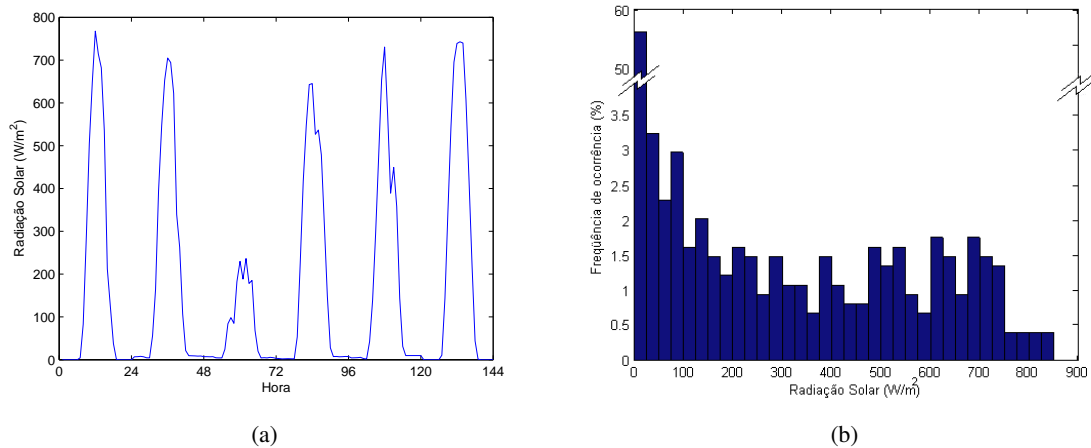 800
700
600
500
400
300
200
100
0
Radiação Solar (W/m²)
0 24 48 72 96 120 144
Hora
(a)
60
50
3.5
3
2.5
2
1.5
1
0.5
0
Freqüência de ocorrência (%)
0 100 200 300 400 500 600 700 800 900
Radiação Solar (W/m²)
(b)